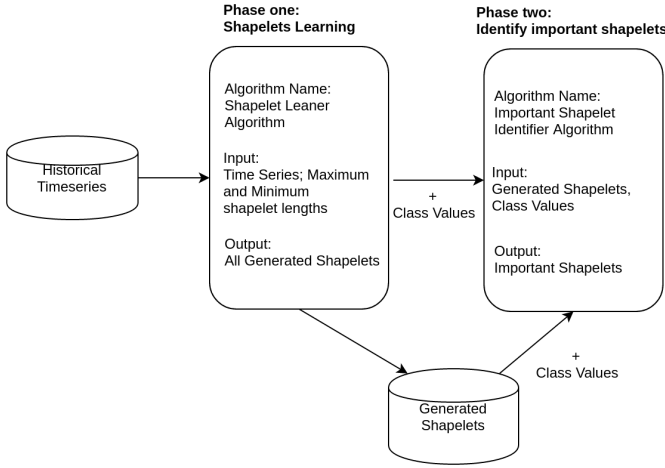 Phase one:
Shapelets Learning
Phase two:
Identify important shapelets
Historical
Timeseries
Algorithm Name:
Shapelet Leaner
Algorithm
Input:
Time Series; Maximum
and Minimum
shapelet lengths
Output:
All Generated Shapelets
+
Class Values
Algorithm Name:
Important Shapelet
Identifier Algorithm
Input:
Generated Shapelets,
Class Values
Output:
Important Shapelets
+
Class Values
Generated
Shapelets